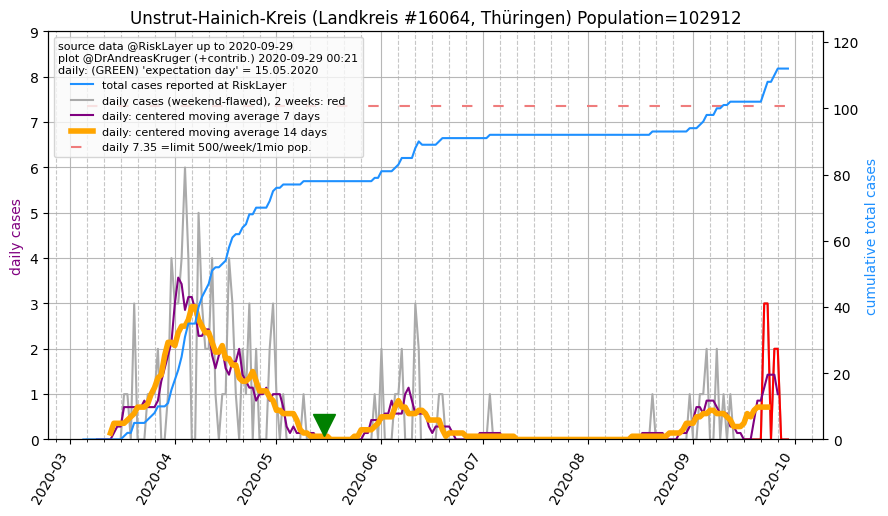 Unstrut-Hainich-Kreis (Landkreis #16064, Thüringen) Population=102912
source data @RiskLayer up to 2020-09-29
plot @DrAndreasKruger (+contrib.) 2020-09-29 00:21
daily: (GREEN) 'expectation day' = 15.05.2020
total cases reported at RiskLayer
daily cases (weekend-flawed), 2 weeks: red
daily: centered moving average 7 days
daily: centered moving average 14 days
daily 7.35 =limit 500/week/1mio pop.
daily cases
9
8
7
6
5
4
3
2
1
0
cumulative total cases
120
100
80
60
40
20
0
2020-03
2020-04
2020-05
2020-06
2020-07
2020-08
2020-09
2020-10